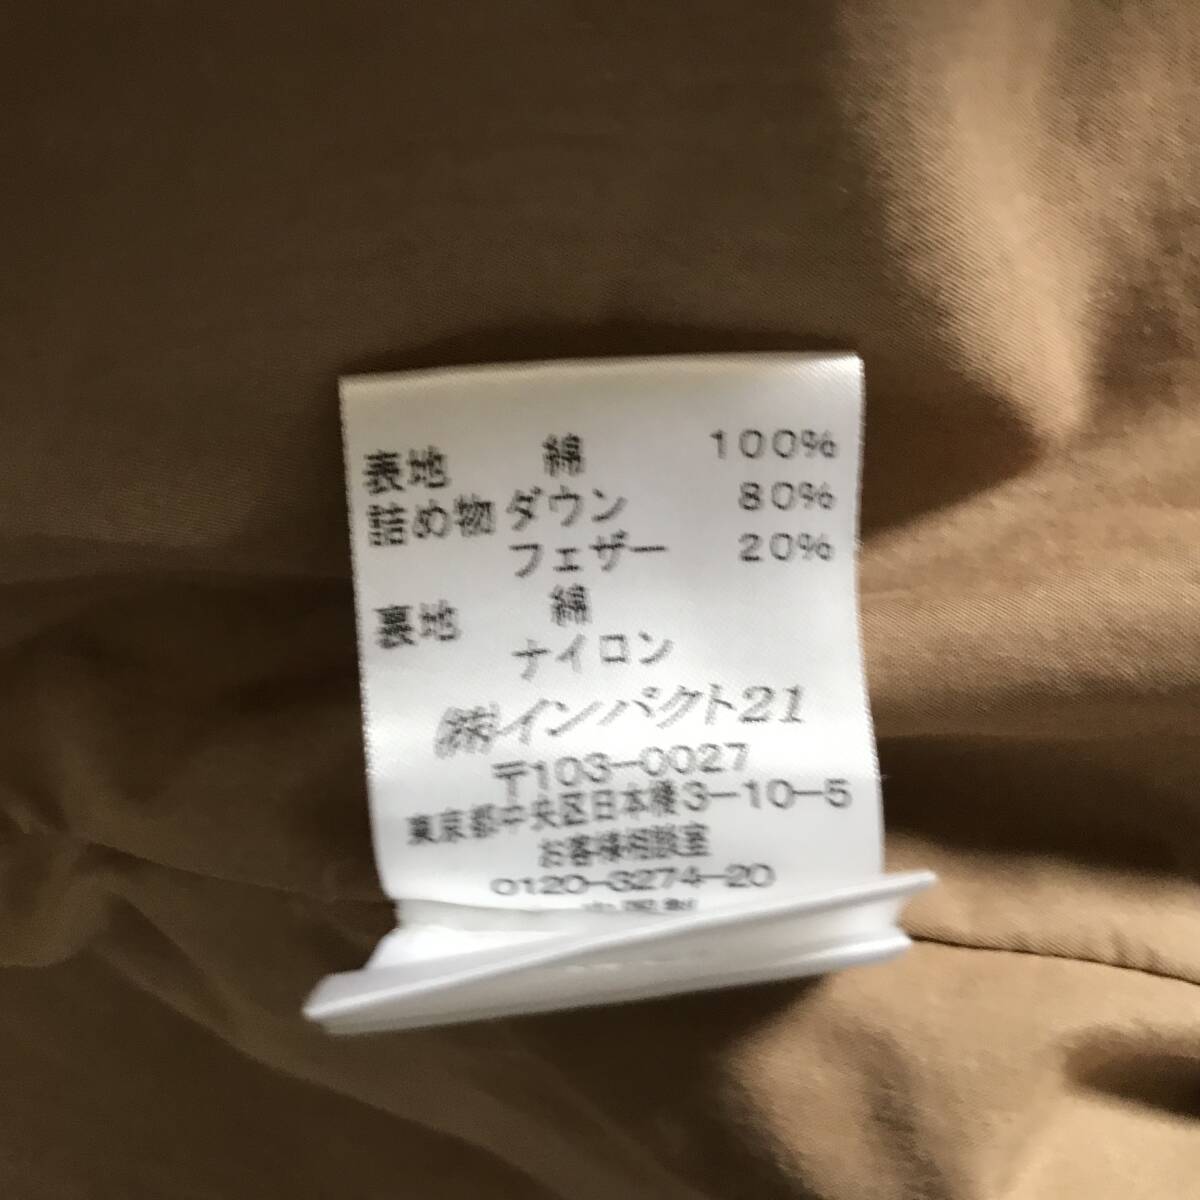 表地 綿 100%
詰め物 ダウン 80%
フェザー 20%
裏地 綿
ナイロン
㈱インパクト21
〒103-0027
東京都中央区日本橋3-10-5
お客様相談室
0120-3274-20